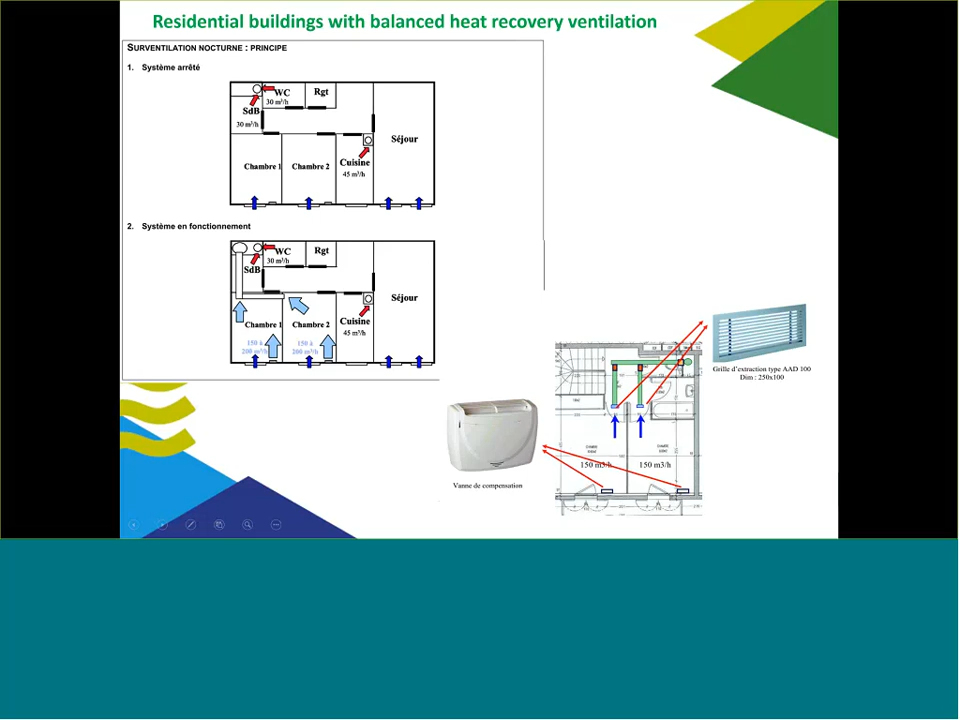 Residential buildings with balanced heat recovery ventilation
SURVENTILATION NOCTURNE : PRINCIPE
1. Système arrêté
WC
30 m³/h
Rgt
SdB
30 m³/h
Séjour
Chambre 1
Chambre 2
Cuisine
45 m³/h
2. Système en fonctionnement
WC
30 m³/h
Rgt
SdB
Séjour
Chambre 1
Chambre 2
Cuisine
45 m³/h
150 à
200 m³/h
150 à
200 m³/h
Grille d'extraction type AAD 100
Dim : 250x100
150 m3/h
150 m3/h
Vanne de compensation